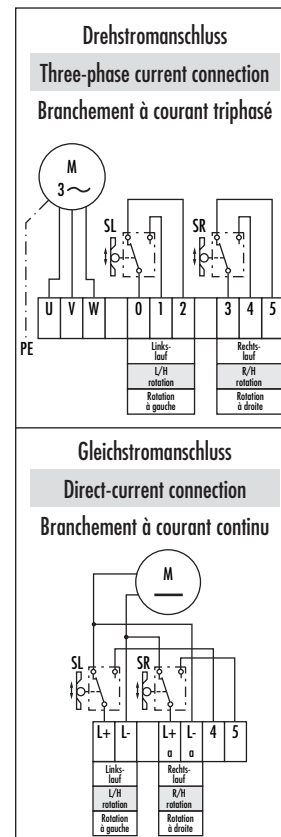 Drehstromanschluss
Three-phase current connection
Branchement à courant triphasé
M
3~
SL
SR
U V W 0 1 2 3 4 5
PE
Links-
lauf
L/H
rotation
Rotation
à gauche
Rechts-
lauf
R/H
rotation
Rotation
à droite
Gleichstromanschluss
Direct-current connection
Branchement à courant continu
M
SL
SR
L+ L- L+ L- 4 5
a a
Links-
lauf
L/H
rotation
Rotation
à gauche
Rechts-
lauf
R/H
rotation
Rotation
à droite